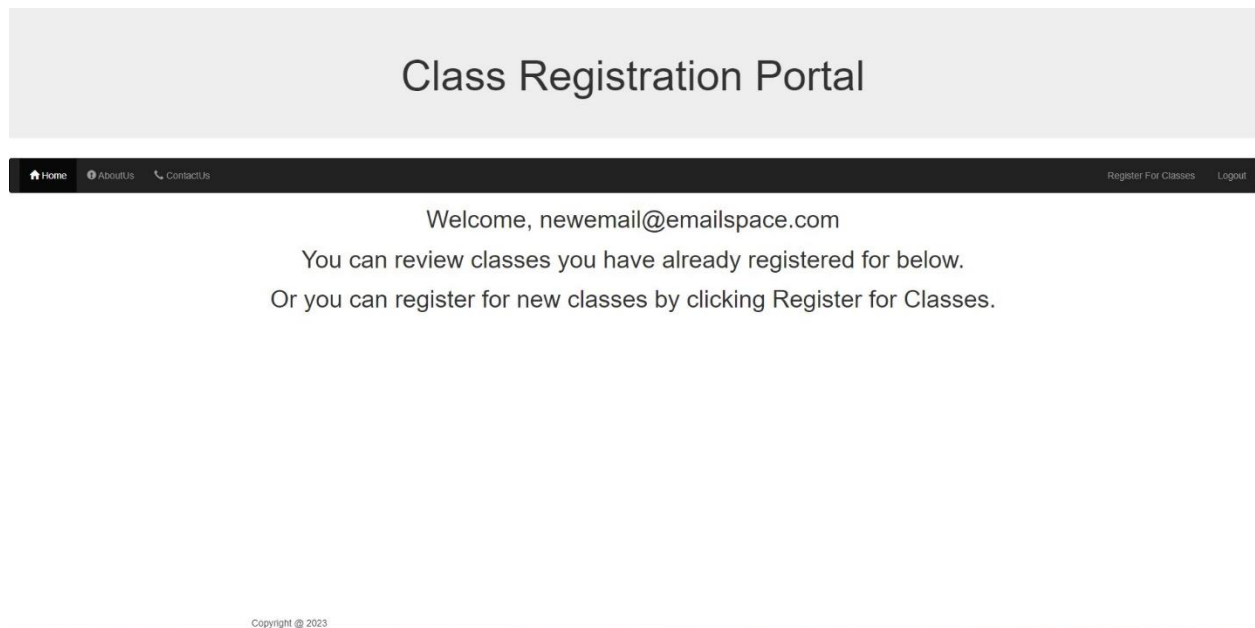 Class Registration Portal
Home AboutUs ContactUs Register For Classes Logout
Welcome, newemail@emailspace.com
You can review classes you have already registered for below.
Or you can register for new classes by clicking Register for Classes.
Copyright @ 2023